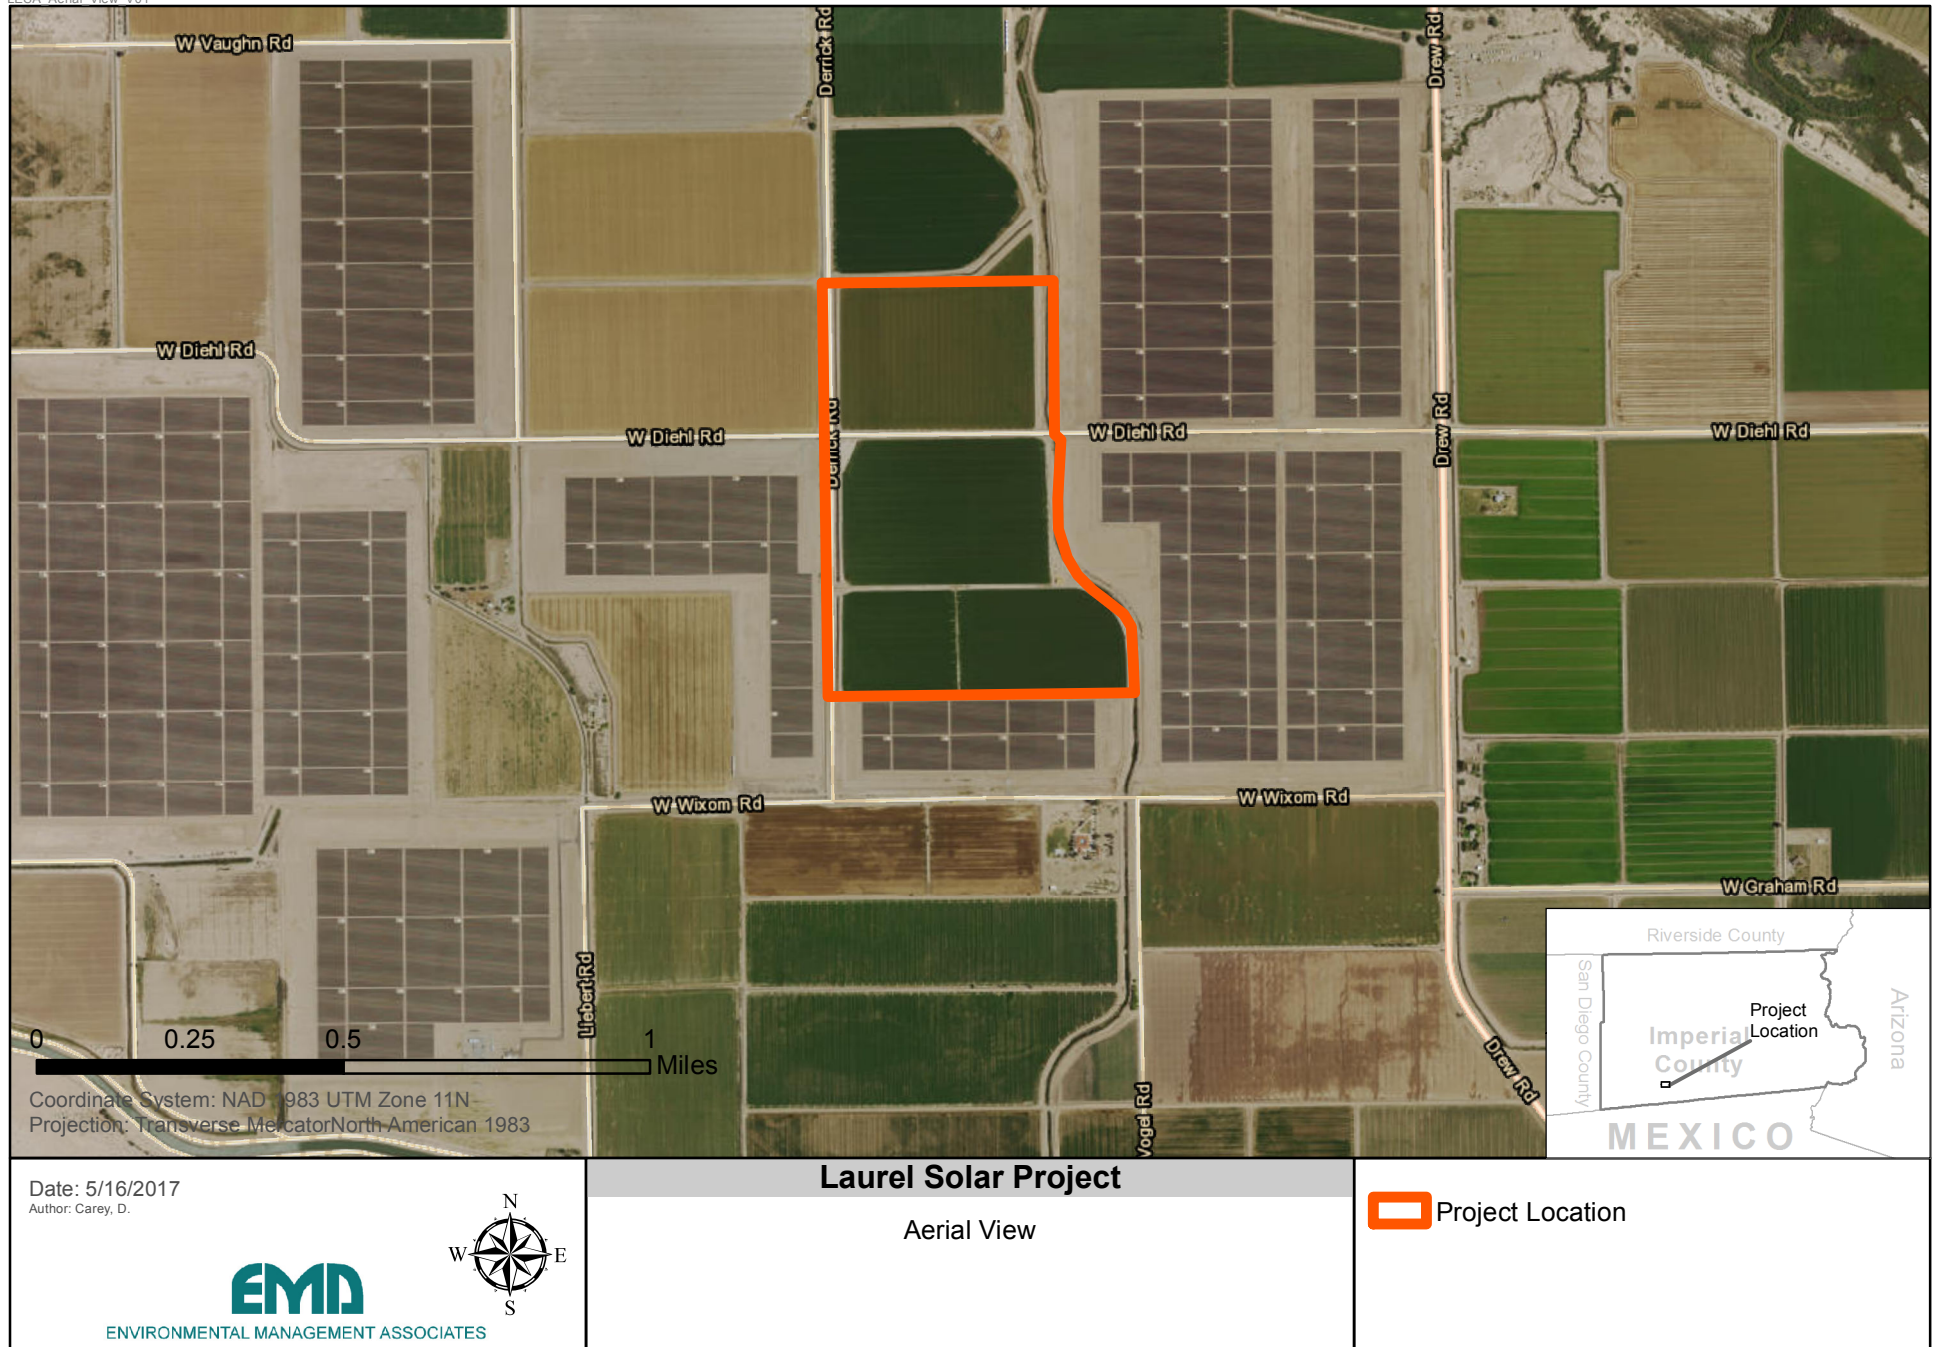 W Vaughn Rd
Derrick Rd
Drew Rd
W Diehl Rd
W Diehl Rd
Derrick Rd
W Diehl Rd
Drew Rd
W Diehl Rd
W Wixom Rd
W Wixom Rd
W Graham Rd
Liebert Rd
Vogel Rd
Drew Rd
0 0.25 0.5 1
Miles
Coordinate System: NAD 1983 UTM Zone 11N
Projection: Transverse MercatorNorth American 1983
Riverside County
San Diego County
Arizona
Project
Location
Imperial
County
MEXICO
Date: 5/16/2017
Author: Carey, D.
N
W E
S
EMA
ENVIRONMENTAL MANAGEMENT ASSOCIATES
Laurel Solar Project
Aerial View
Project Location